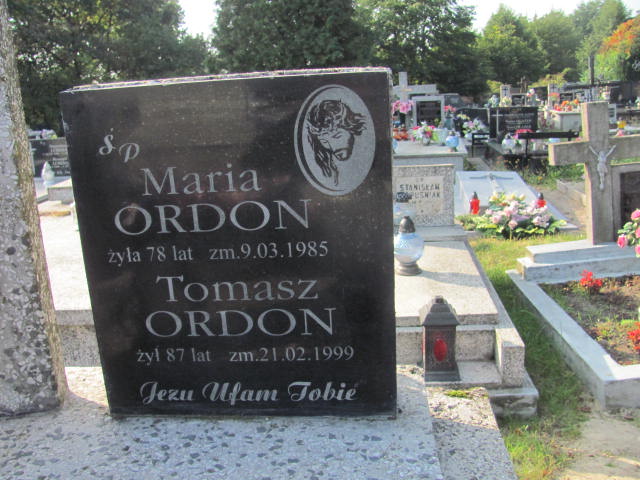 Ś P
Maria
ORDON
żyła 78 lat zm.9.03.1985
Tomasz
ORDON
żył 87 lat zm.21.02.1999
Jezu Ufam Tobie
STANISŁAW